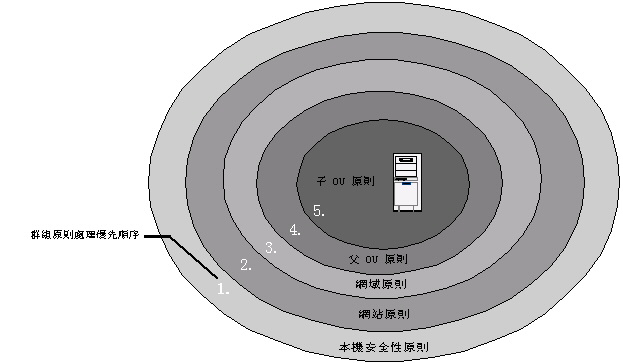 子 OU 原則
5.
4.
群組原則處理優先順序
3.
父 OU 原則
2.
網域原則
1.
網站原則
本機安全性原則